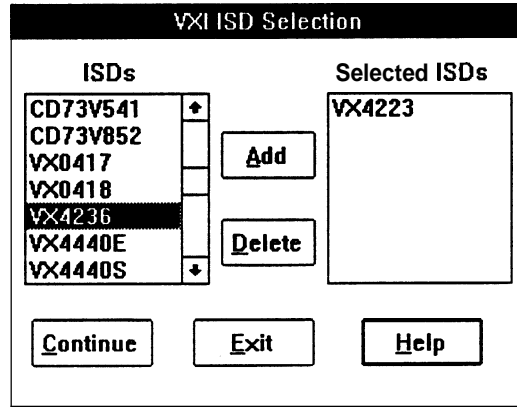 VXI ISD Selection
ISDs
Selected ISDs
CD73V541
CD73V852
VX0417
VX0418
VX4236
VX4440E
VX4440S
Add
Delete
VX4223
Continue
Exit
Help